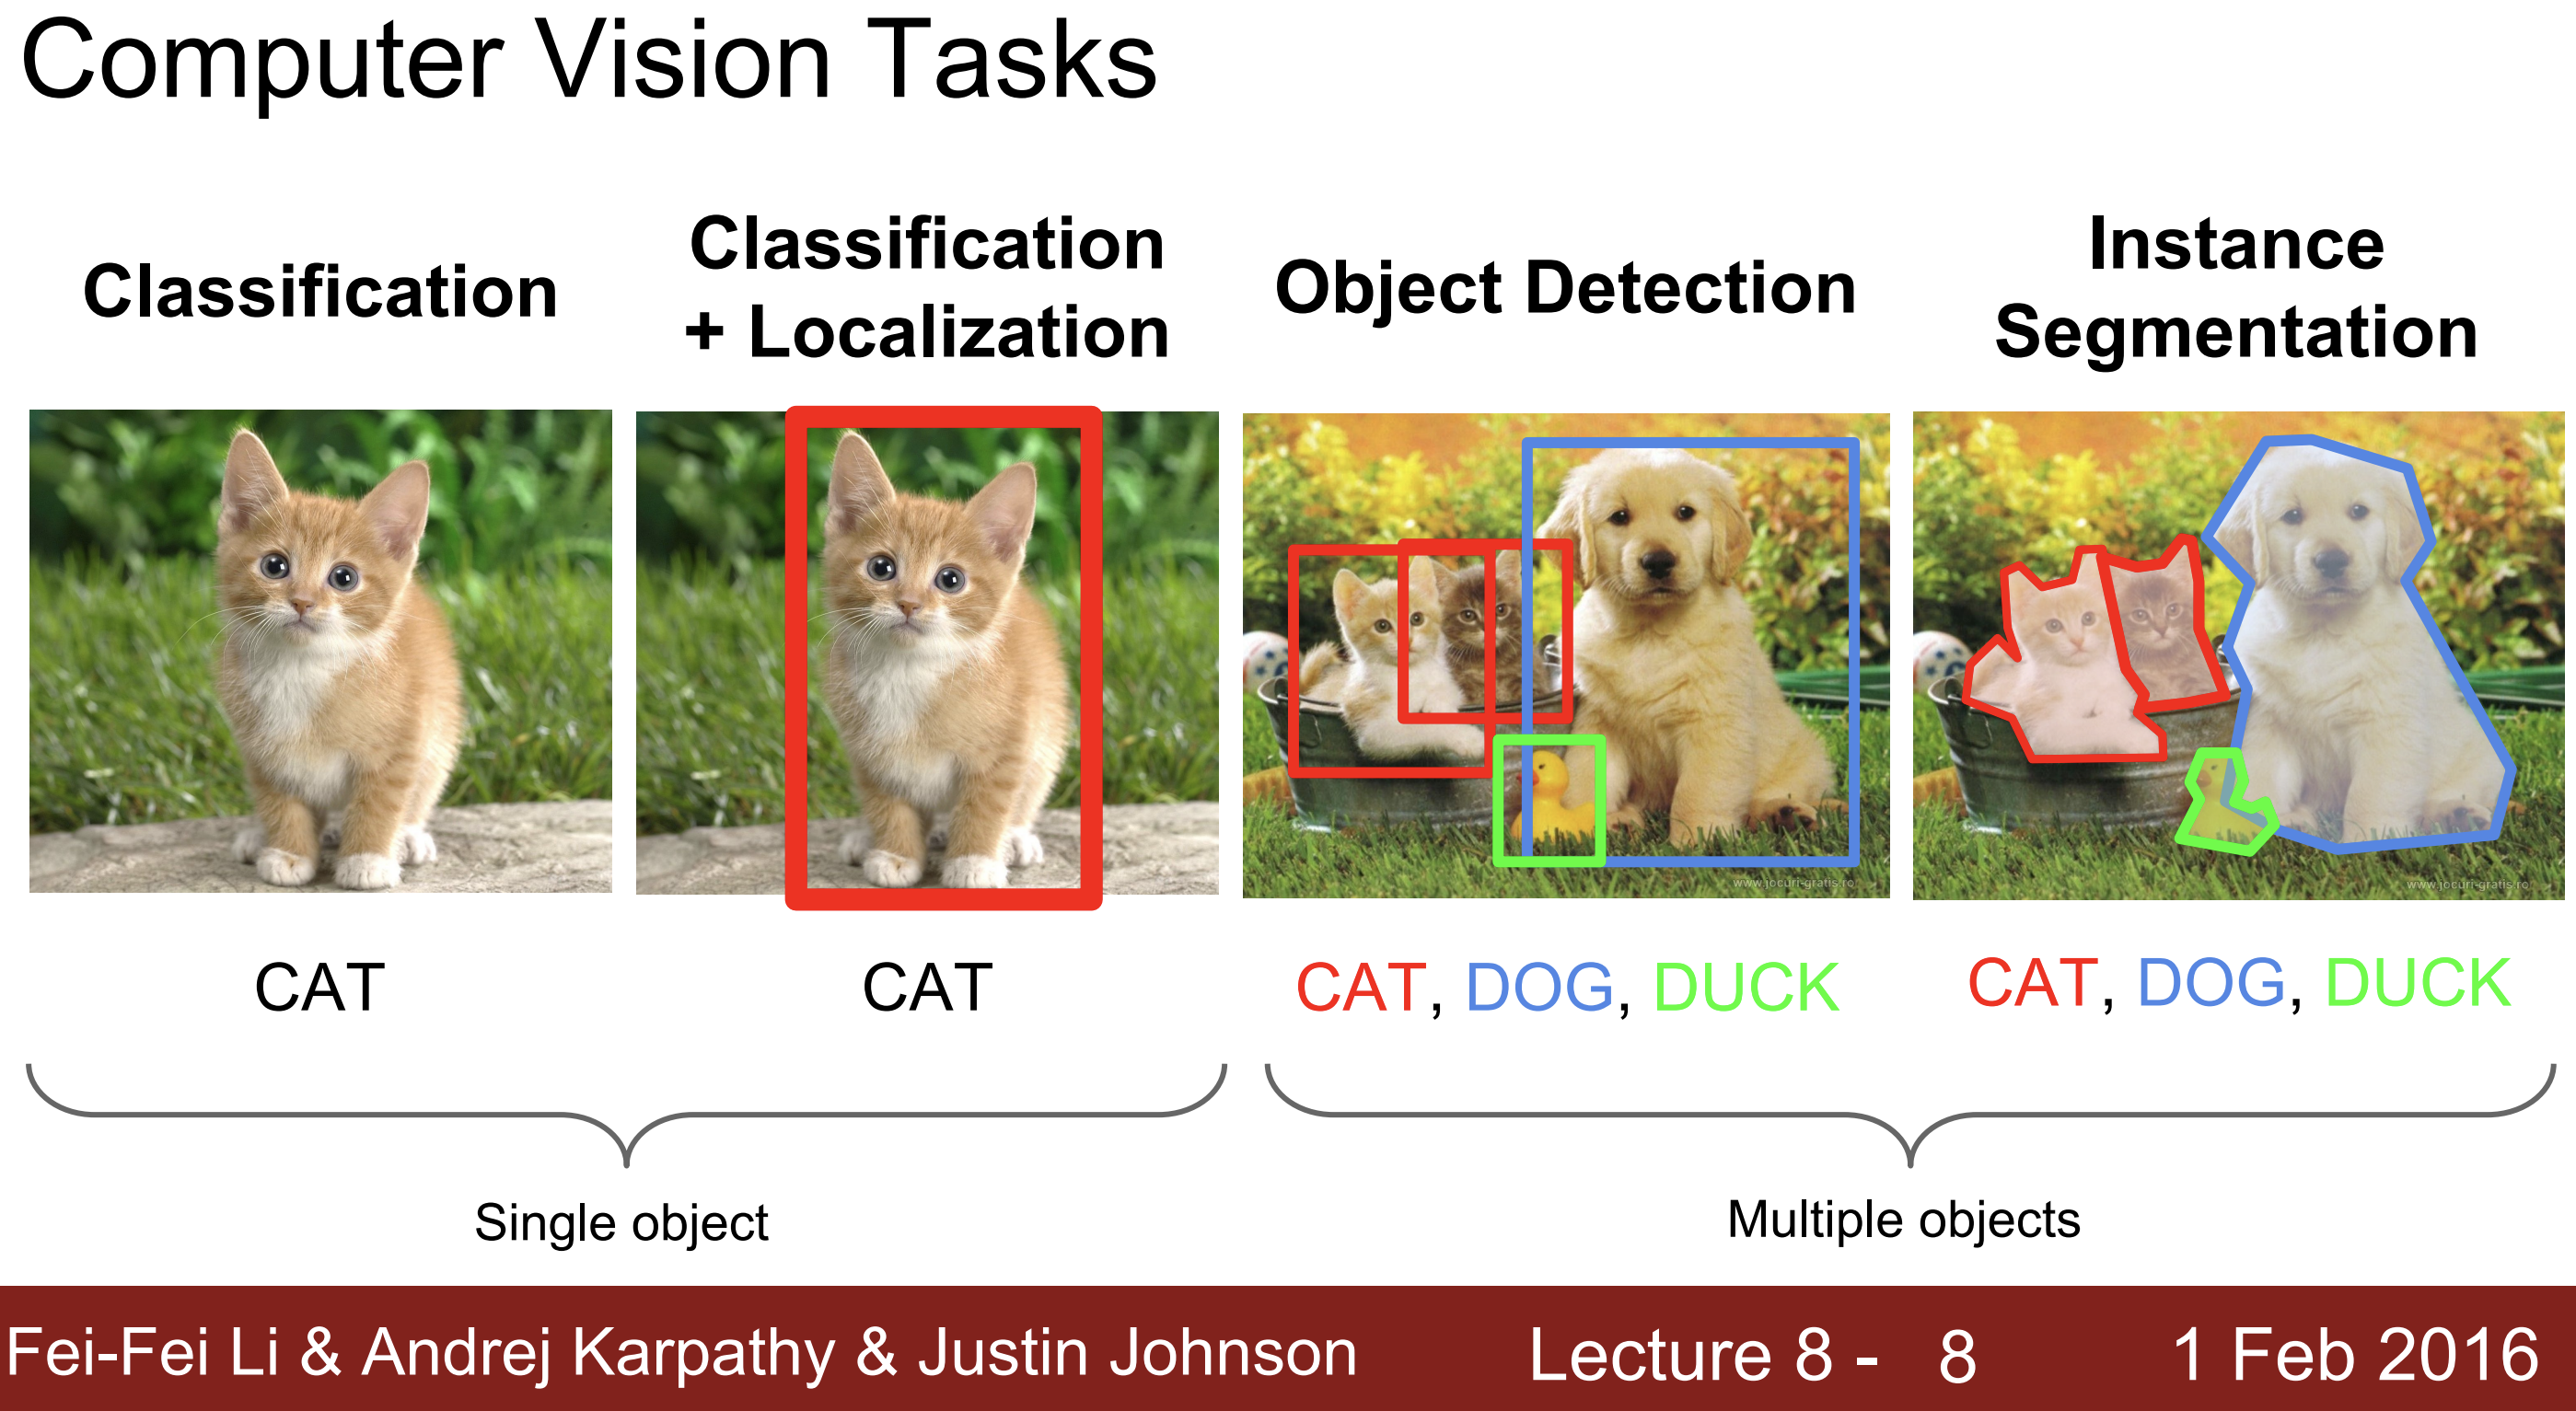 Computer Vision Tasks
Classification
Classification
+ Localization
Object Detection
Instance
Segmentation
www.jocuri-gratis.ro
www.jocuri-gratis.ro
CAT
CAT
CAT, DOG, DUCK
CAT, DOG, DUCK
Single object
Multiple objects
Fei-Fei Li & Andrej Karpathy & Justin Johnson
Lecture 8 - 8
1 Feb 2016